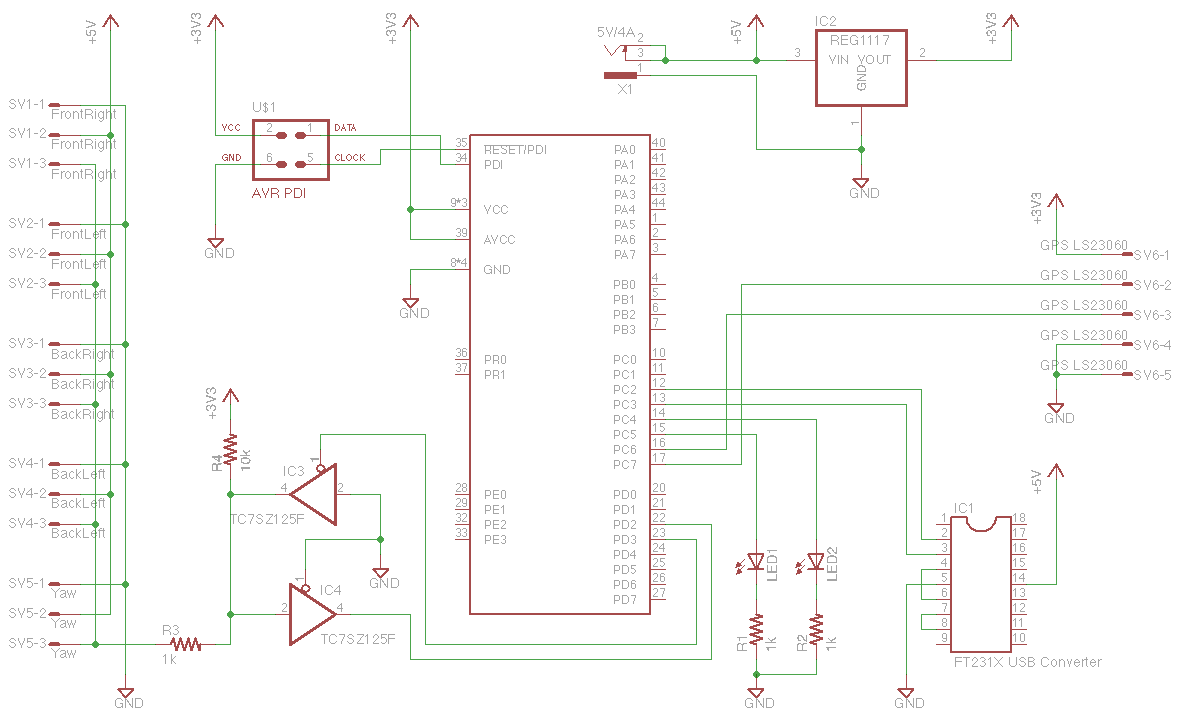 +5V
+3V3
+3V3
5V/4A
2
3
1
X1
+5V
IC2
REG1117
3
VIN
VOUT
2
GND
1
GND
+3V3
SV1-1
FrontRight
SV1-2
FrontRight
SV1-3
FrontRight
SV2-1
FrontLeft
SV2-2
FrontLeft
SV2-3
FrontLeft
SV3-1
BackRight
SV3-2
BackRight
SV3-3
BackRight
SV4-1
BackLeft
SV4-2
BackLeft
SV4-3
BackLeft
SV5-1
Yaw
SV5-2
Yaw
SV5-3
Yaw
GND
U$1
VCC
2
1
DATA
GND
6
5
CLOCK
AVR PDI
GND
35
RESET/PDI
34
PDI
9*3
VCC
39
AVCC
8*4
GND
GND
36
PR0
37
PR1
28
PE0
29
PE1
32
PE2
33
PE3
PA0
40
PA1
41
PA2
42
PA3
43
PA4
44
PA5
1
PA6
2
PA7
3
PB0
4
PB1
5
PB2
6
PB3
7
PC0
10
PC1
11
PC2
12
PC3
13
PC4
14
PC5
15
PC6
16
PC7
17
PD0
20
PD1
21
PD2
22
PD3
23
PD4
24
PD5
25
PD6
26
PD7
27
+3V3
R4
10k
IC3
1
4
2
TC7SZ125F
GND
IC4
1
2
4
TC7SZ125F
R3
1k
LED1
LED2
R1
1k
R2
1k
GND
+3V3
GPS LS23060
SV6-1
GPS LS23060
SV6-2
GPS LS23060
SV6-3
GPS LS23060
SV6-4
GPS LS23060
SV6-5
GND
+5V
IC1
1
2
3
4
5
6
7
8
9
18
17
16
15
14
13
12
11
10
FT231X USB Converter
GND